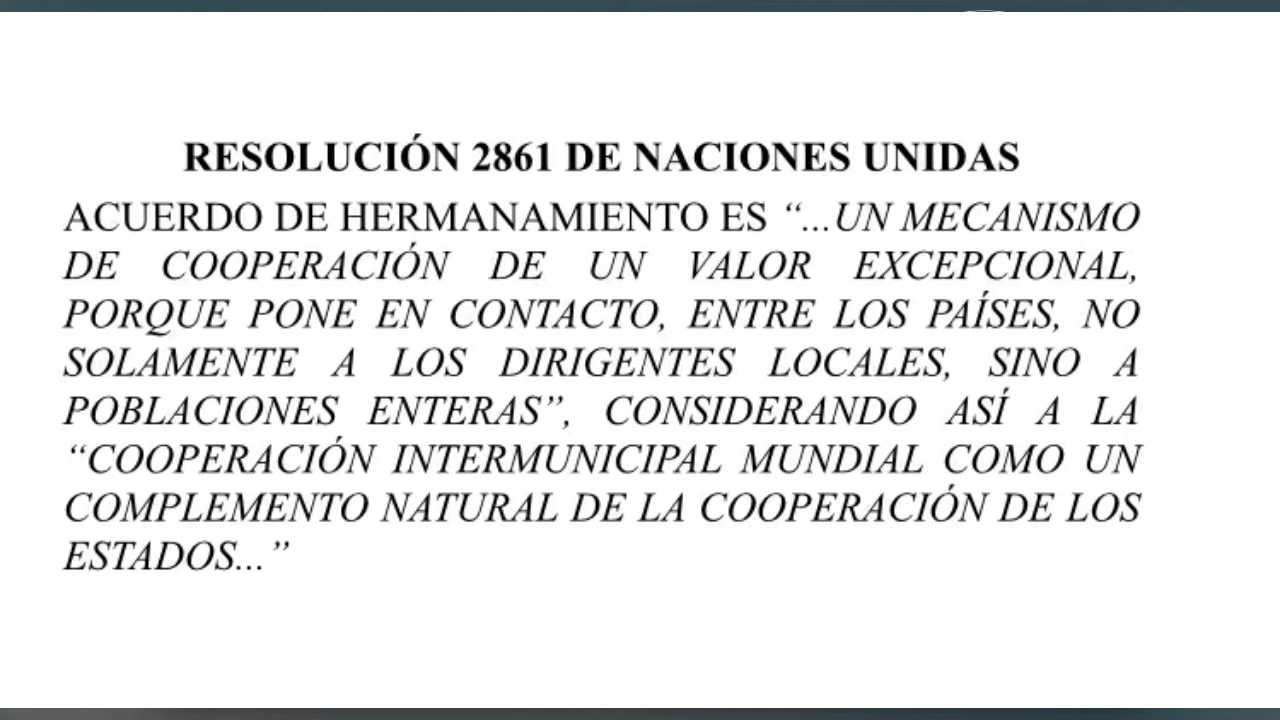 RESOLUCIÓN 2861 DE NACIONES UNIDAS
ACUERDO DE HERMANAMIENTO ES “...UN MECANISMO
DE COOPERACIÓN DE UN VALOR EXCEPCIONAL,
PORQUE PONE EN CONTACTO, ENTRE LOS PAÍSES, NO
SOLAMENTE A LOS DIRIGENTES LOCALES, SINO A
POBLACIONES ENTERAS”, CONSIDERANDO ASÍ A LA
“COOPERACIÓN INTERMUNICIPAL MUNDIAL COMO UN
COMPLEMENTO NATURAL DE LA COOPERACIÓN DE LOS
ESTADOS...”